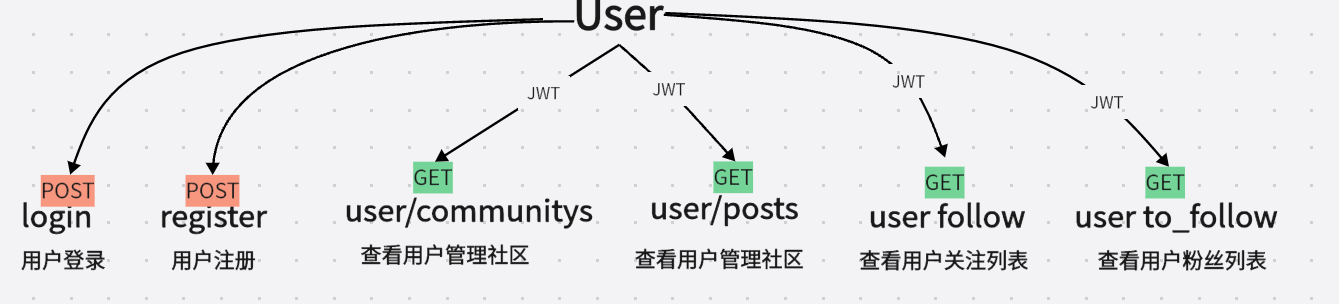 User
JWT
JWT
JWT
JWT
POST
login
用户登录
POST
register
用户注册
GET
user/communitys
查看用户管理社区
GET
user/posts
查看用户管理社区
GET
user follow
查看用户关注列表
GET
user to_follow
查看用户粉丝列表